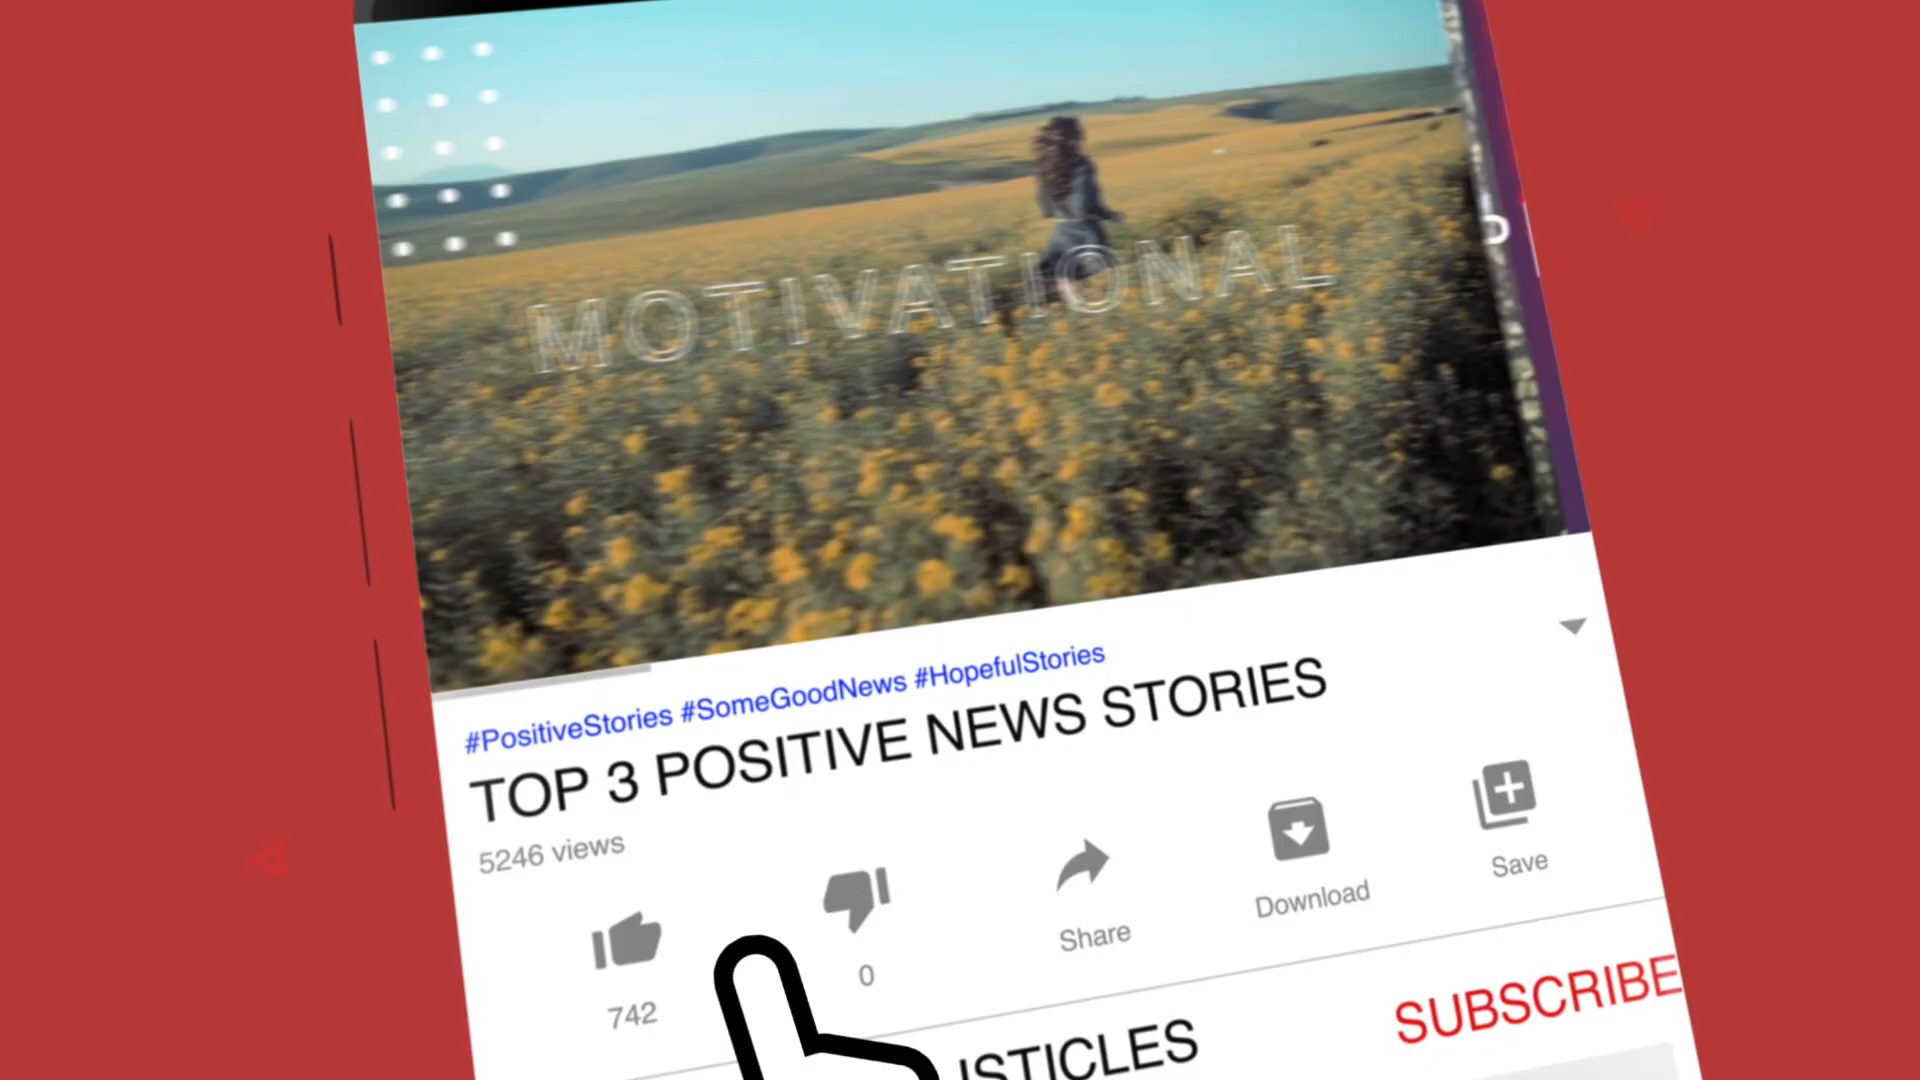 MOTIVATIONAL
#PositiveStories #SomeGoodNews #HopefulStories
TOP 3 POSITIVE NEWS STORIES
5246 views
742
0
Share
Download
Save
SUBSCRIBE